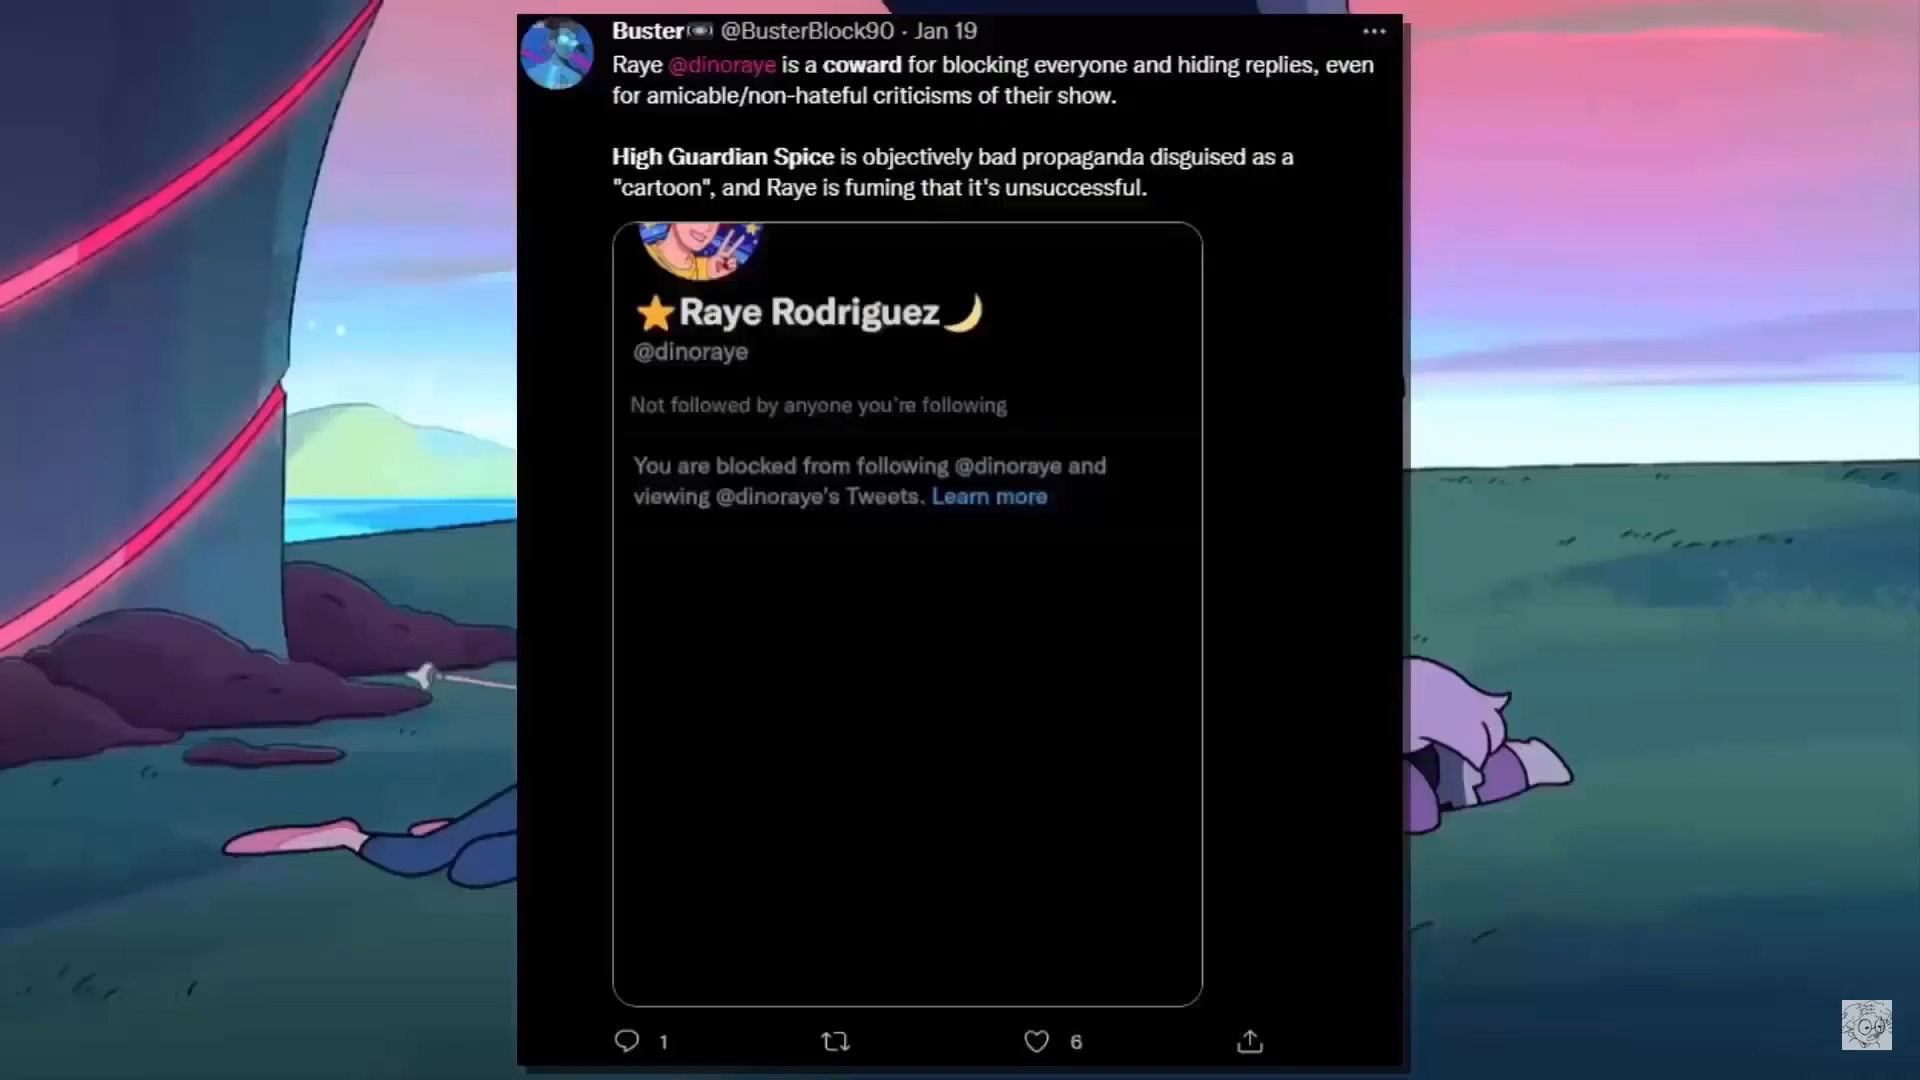 Buster @BusterBlock90 · Jan 19
Raye @dinoraye is a coward for blocking everyone and hiding replies, even
for amicable/non-hateful criticisms of their show.
High Guardian Spice is objectively bad propaganda disguised as a
"cartoon", and Raye is fuming that it's unsuccessful.
⭐Raye Rodriguez🌙
@dinoraye
Not followed by anyone you're following
You are blocked from following @dinoraye and
viewing @dinoraye's Tweets. Learn more
1 6